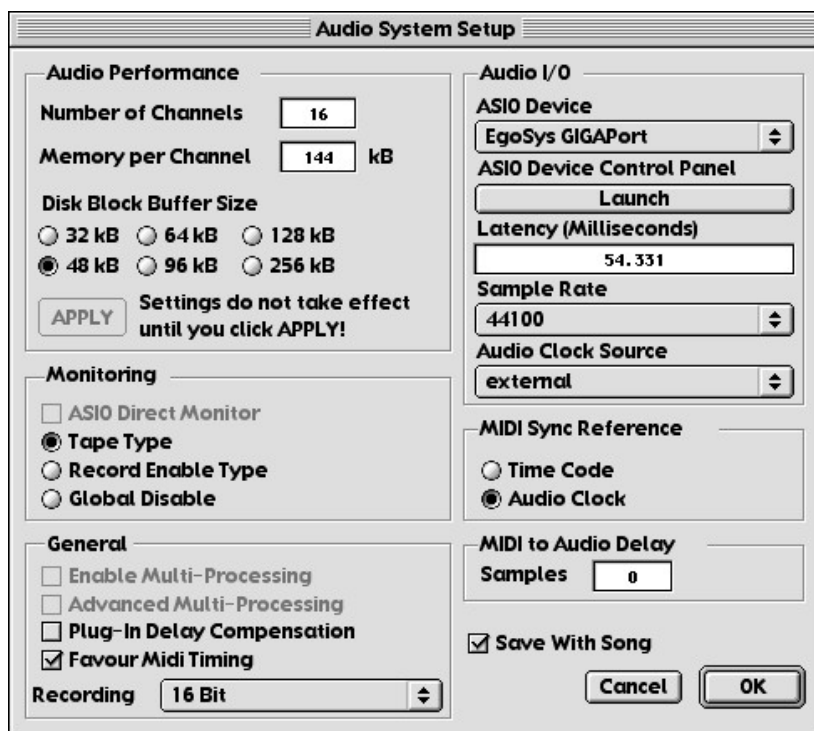 Audio System Setup
Audio Performance
Number of Channels 16
Memory per Channel 144 kB
Disk Block Buffer Size
32 kB 64 kB 128 kB
48 kB 96 kB 256 kB
APPLY
Settings do not take effect
until you click APPLY!
Monitoring
ASIO Direct Monitor
Tape Type
Record Enable Type
Global Disable
General
Enable Multi-Processing
Advanced Multi-Processing
Plug-In Delay Compensation
Favour Midi Timing
Recording 16 Bit
Audio I/O
ASIO Device
EgoSys GIGAPort
ASIO Device Control Panel
Launch
Latency (Milliseconds)
54.331
Sample Rate
44100
Audio Clock Source
external
MIDI Sync Reference
Time Code
Audio Clock
MIDI to Audio Delay
Samples 0
Save With Song
Cancel OK